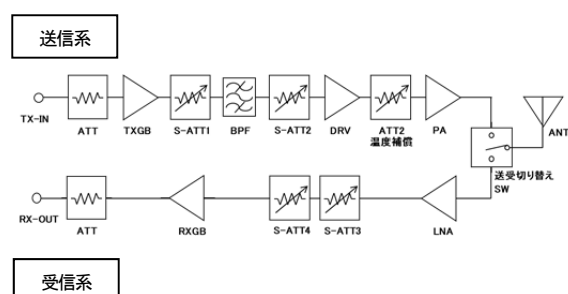 送信系
TX-IN
ATT
TXGB
S-ATT1
BPF
S-ATT2
DRV
ATT2
温度補償
PA
ANT
送受切り替え
SW
RX-OUT
ATT
RXGB
S-ATT4
S-ATT3
LNA
受信系